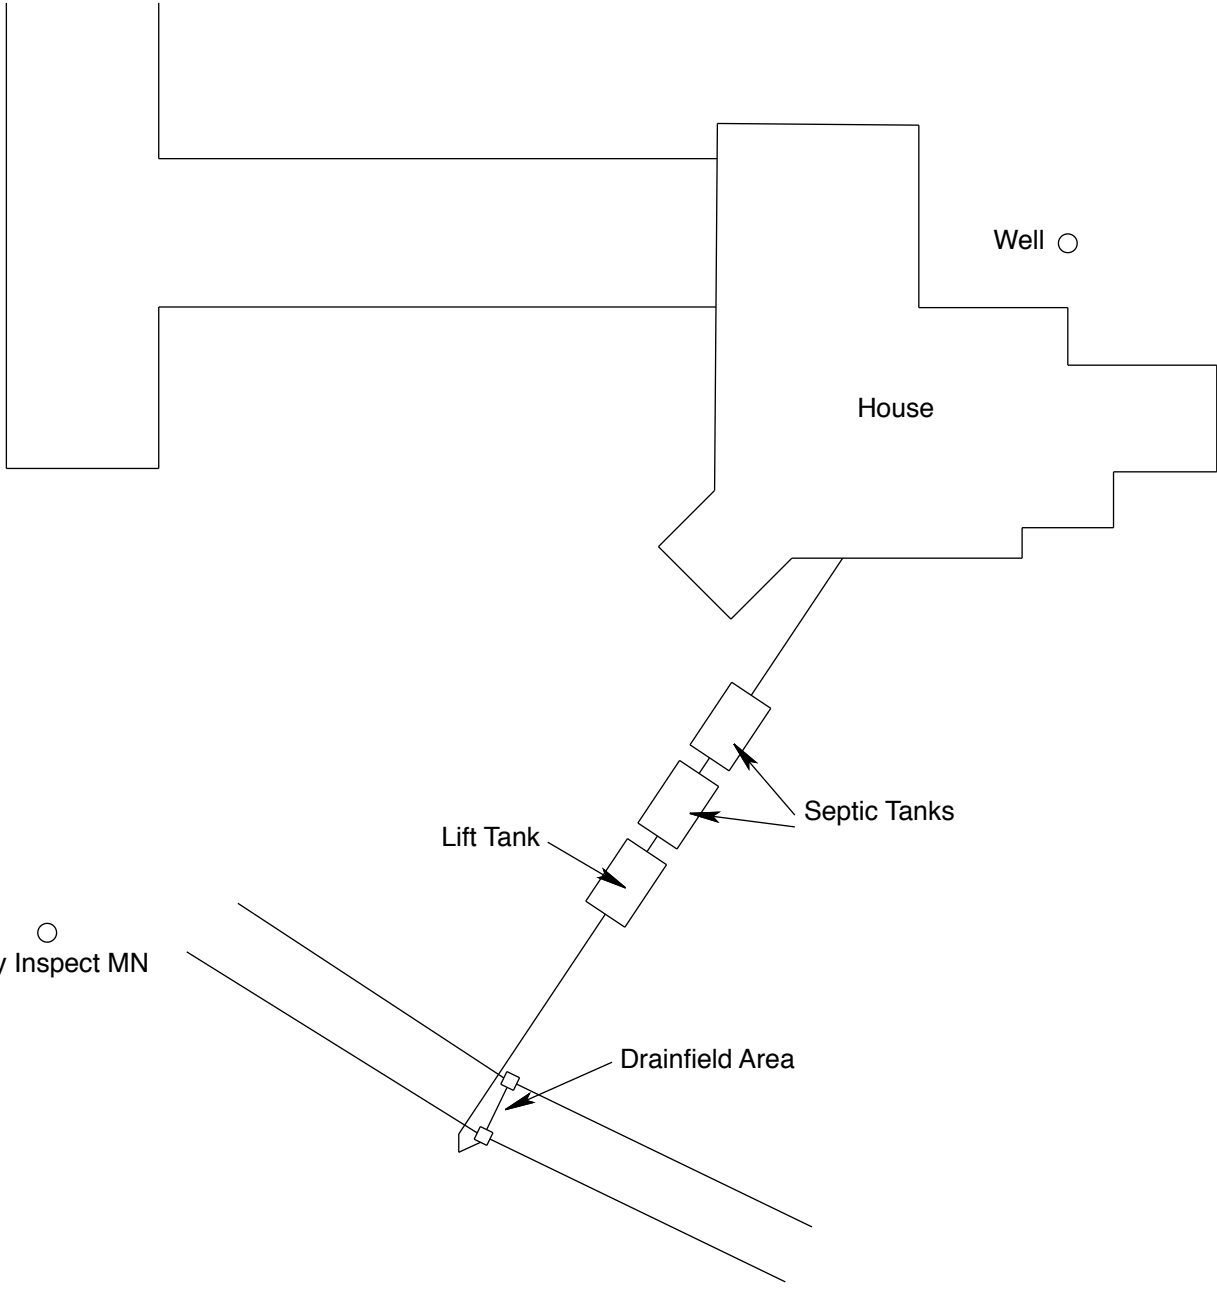 Well
House
Septic Tanks
Lift Tank
Inspect MN
Drainfield Area